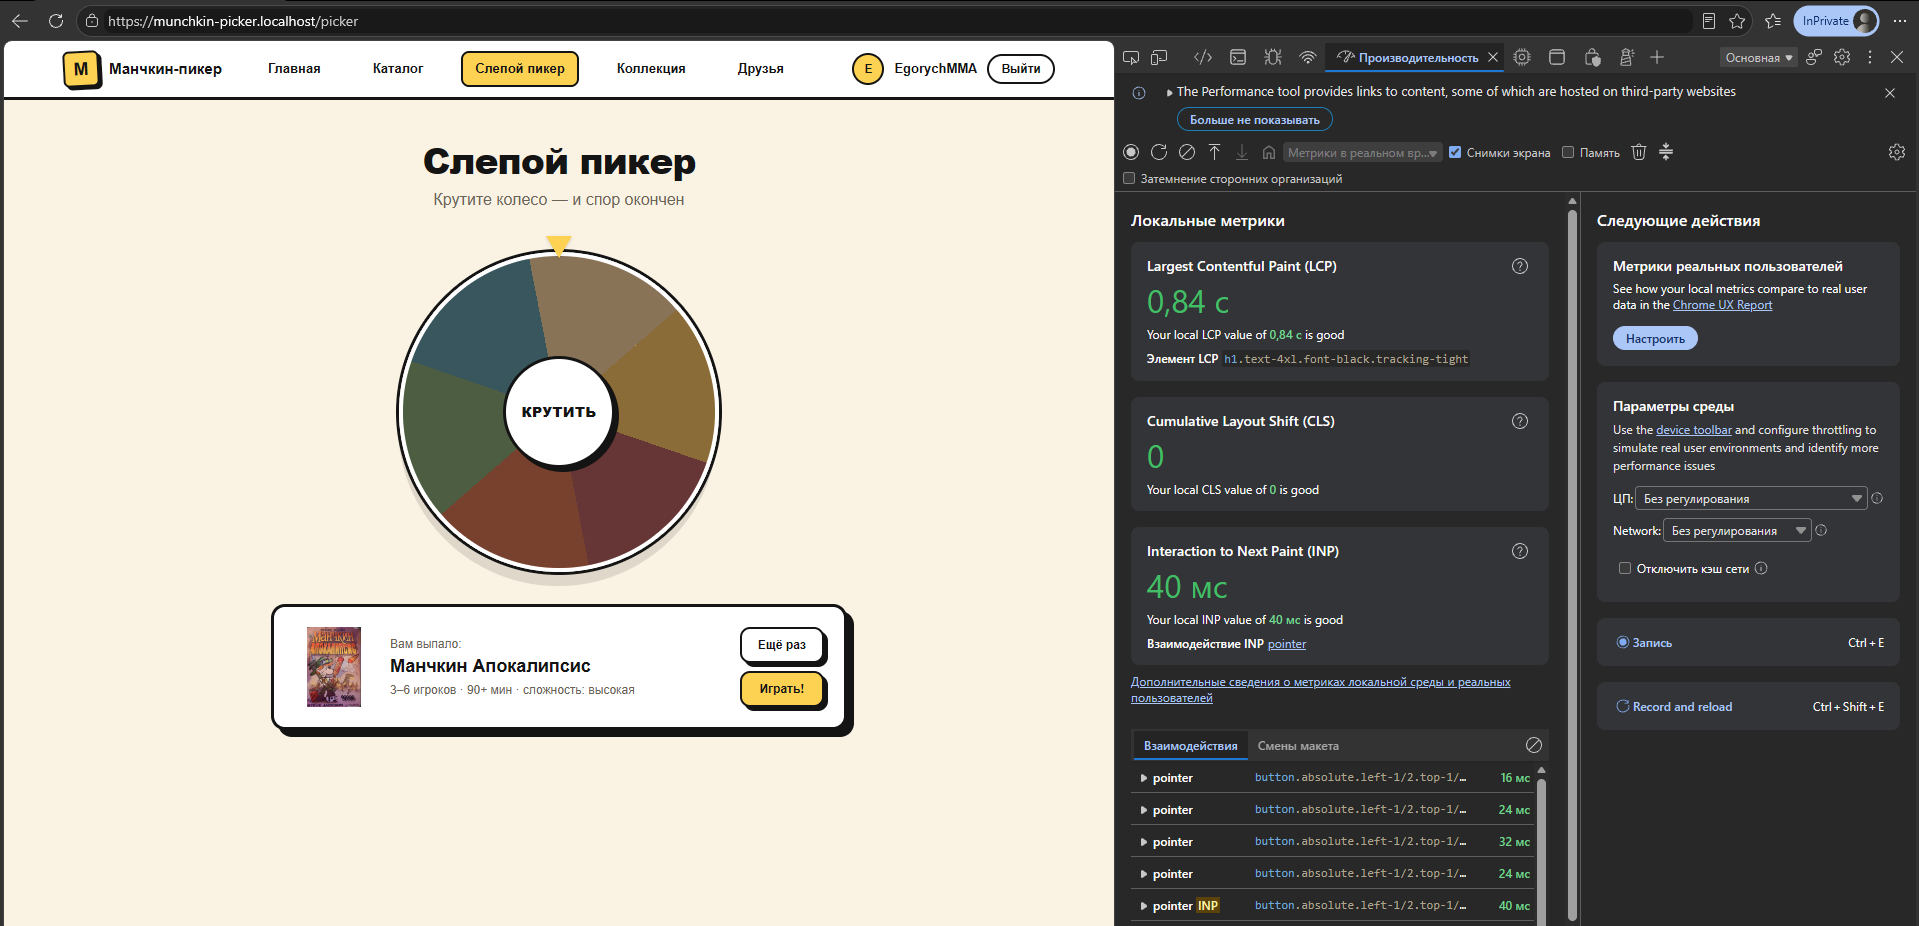 https://munchkin-picker.localhost/picker
InPrivate
М
Манчкин-пикер
Главная
Каталог
Слепой пикер
Коллекция
Друзья
E
EgorychMMA
Выйти
Слепой пикер
Крутите колесо — и спор окончен
КРУТИТЬ
Вам выпало:
Манчкин Апокалипсис
3–6 игроков · 90+ мин · сложность: высокая
Ещё раз
Играть!
Производительность
Основная
The Performance tool provides links to content, some of which are hosted on third-party websites
Больше не показывать
Метрики в реальном вр...
Снимки экрана
Память
Затемнение сторонних организаций
Локальные метрики
Largest Contentful Paint (LCP)
0,84 с
Your local LCP value of 0,84 с is good
Элемент LCP h1.text-4xl.font-black.tracking-tight
Cumulative Layout Shift (CLS)
0
Your local CLS value of 0 is good
Interaction to Next Paint (INP)
40 мс
Your local INP value of 40 мс is good
Взаимодействие INP pointer
Дополнительные сведения о метриках локальной среды и реальных
пользователей
Взаимодействия
Смены макета
pointer button.absolute.left-1/2.top-1/… 16 мс
pointer button.absolute.left-1/2.top-1/… 24 мс
pointer button.absolute.left-1/2.top-1/… 32 мс
pointer button.absolute.left-1/2.top-1/… 24 мс
pointer INP button.absolute.left-1/2.top-1/… 40 мс
Следующие действия
Метрики реальных пользователей
See how your local metrics compare to real user
data in the Chrome UX Report
Настроить
Параметры среды
Use the device toolbar and configure throttling to
simulate real user environments and identify more
performance issues
ЦП: Без регулирования
Network: Без регулирования
Отключить кэш сети
Запись Ctrl + E
Record and reload Ctrl + Shift + E